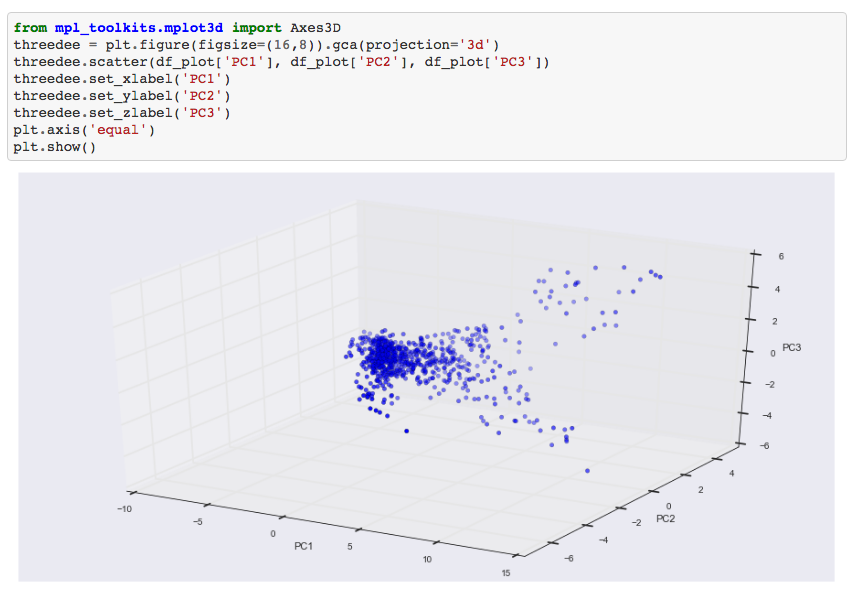 from mpl_toolkits.mplot3d import Axes3D
threedee = plt.figure(figsize=(16,8)).gca(projection='3d')
threedee.scatter(df_plot['PC1'], df_plot['PC2'], df_plot['PC3'])
threedee.set_xlabel('PC1')
threedee.set_ylabel('PC2')
threedee.set_zlabel('PC3')
plt.axis('equal')
plt.show()
6
4
2
0
PC3
−2
−4
−6
4
2
0
PC2
−2
−4
−6
−10
−5
0
PC1
5
10
15